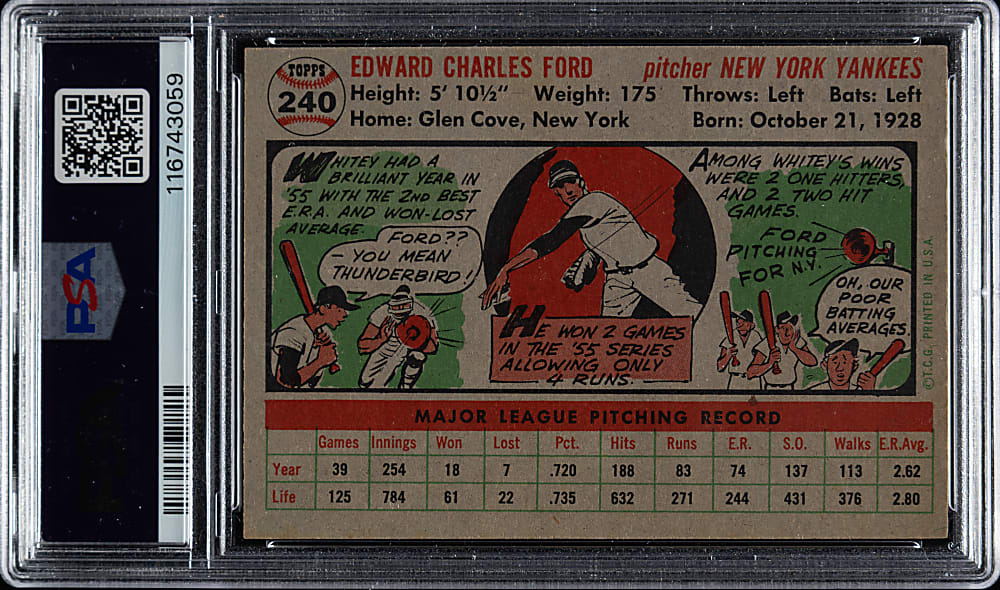 116743059
PSA
TOPPS
240
EDWARD CHARLES FORD pitcher NEW YORK YANKEES
Height: 5' 10½" Weight: 175 Throws: Left Bats: Left
Home: Glen Cove, New York Born: October 21, 1928
WHITEY HAD A
BRILLIANT YEAR IN
'55 WITH THE 2ND BEST
E.R.A. AND WON-LOST
AVERAGE.
FORD??
- YOU MEAN
THUNDERBIRD!
HE WON 2 GAMES
IN THE '55 SERIES
ALLOWING ONLY
4 RUNS.
AMONG WHITEY'S WINS
WERE 2 ONE HITTERS,
AND 2 TWO HIT
GAMES.
FORD
PITCHING
FOR N.Y.
OH, OUR
POOR
BATTING
AVERAGES.
©T.C.G. PRINTED IN U.S.A.
MAJOR LEAGUE PITCHING RECORD
Games Innings Won Lost Pct. Hits Runs E.R. S.O. Walks E.R.Avg.
Year 39 254 18 7 .720 188 83 74 137 113 2.62
Life 125 784 61 22 .735 632 271 244 431 376 2.80